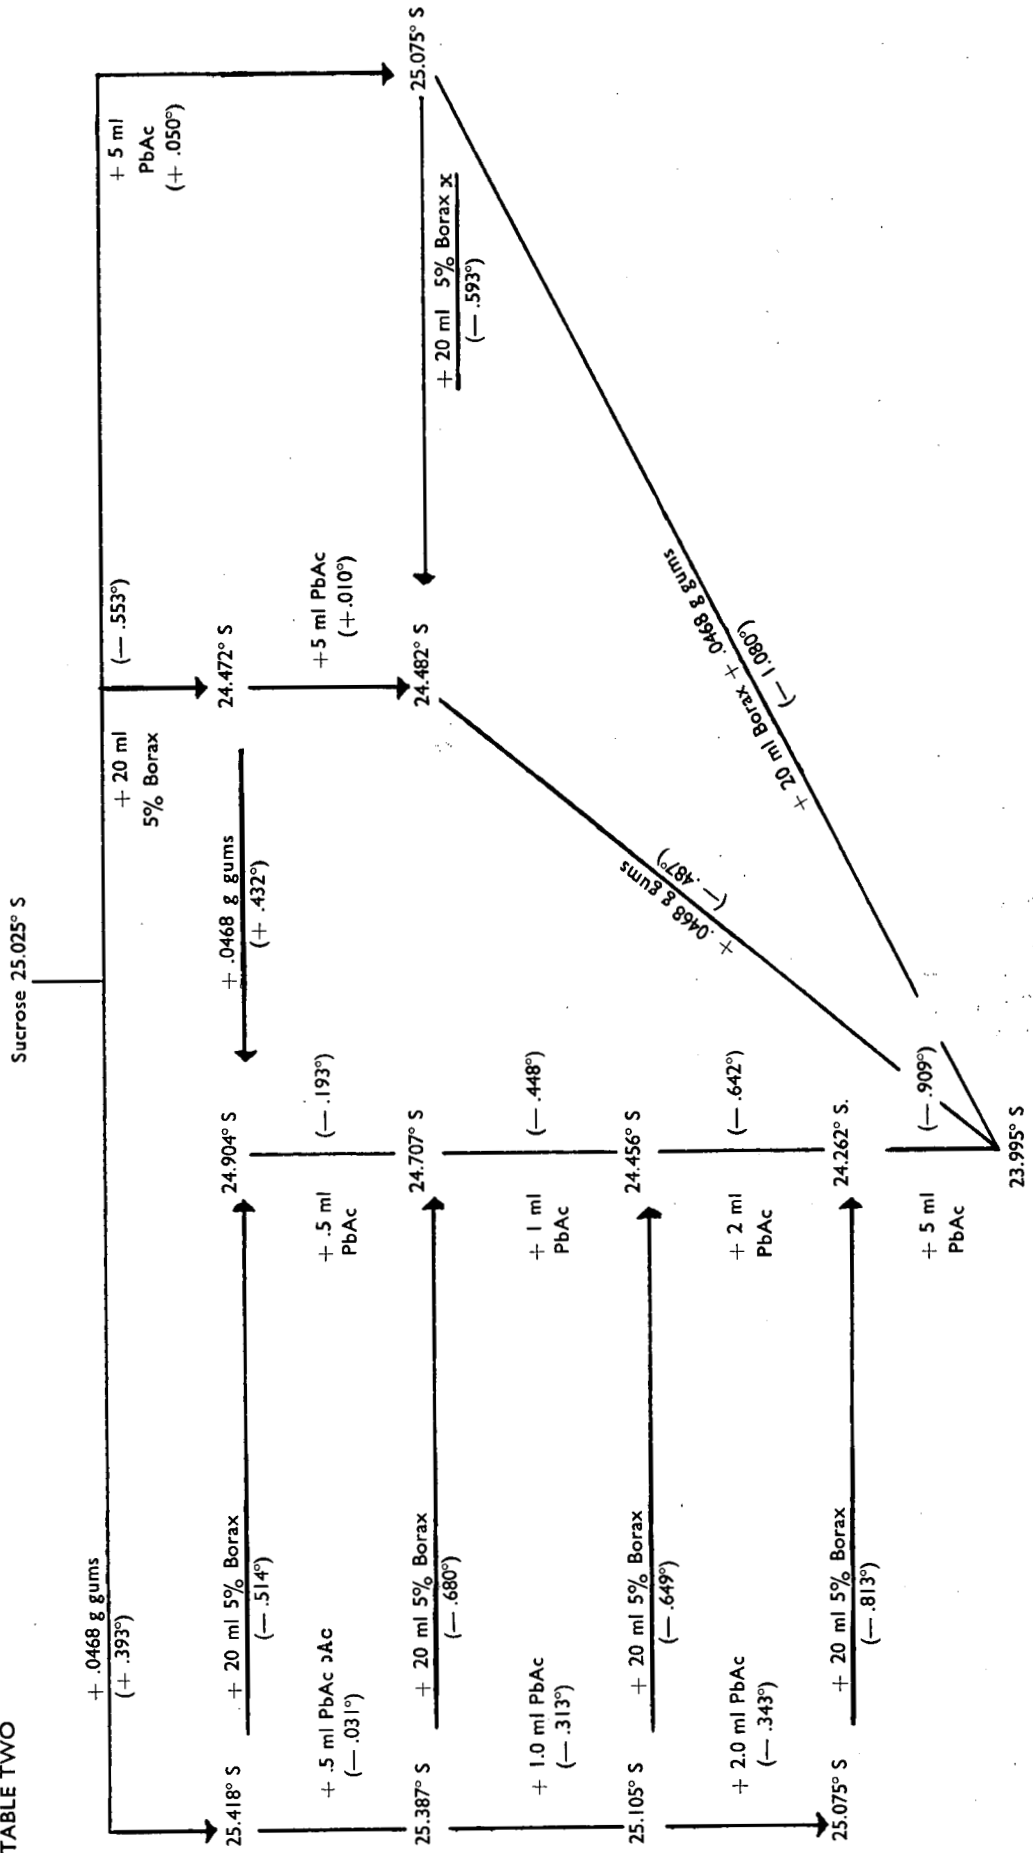 TABLE TWO
Sucrose 25.025° S
+ .0468 g gums
(+ .393°)
+ 20 ml
5% Borax
(— .553°)
+ 5 ml
PbAc
(+ .050°)
25.418° S
+ 20 ml 5% Borax
(— .514°)
24.904° S
+ .0468 g gums
(+ .432°)
24.472° S
+ .5 ml PbAc
(— .031°)
+ .5 ml
PbAc
(— .193°)
+5 ml PbAc
(+.010°)
25.387° S
+ 20 ml 5% Borax
(— .680°)
24.707° S
24.482° S
+ 20 ml 5% Borax x
(— .593°)
25.075° S
+ 1.0 ml PbAc
(— .313°)
+ 1 ml
PbAc
(— .448°)
25.105° S
+ 20 ml 5% Borax
(— .649°)
24.456° S
+ .0468 g gums
(— .487°)
+ 20 ml Borax + .0468 g gums
(— 1.080°)
+ 2.0 ml PbAc
(— .343°)
+ 2 ml
PbAc
(— .642°)
25.075° S
+ 20 ml 5% Borax
(— .813°)
24.262° S.
+ 5 ml
PbAc
(— .909°)
23.995° S